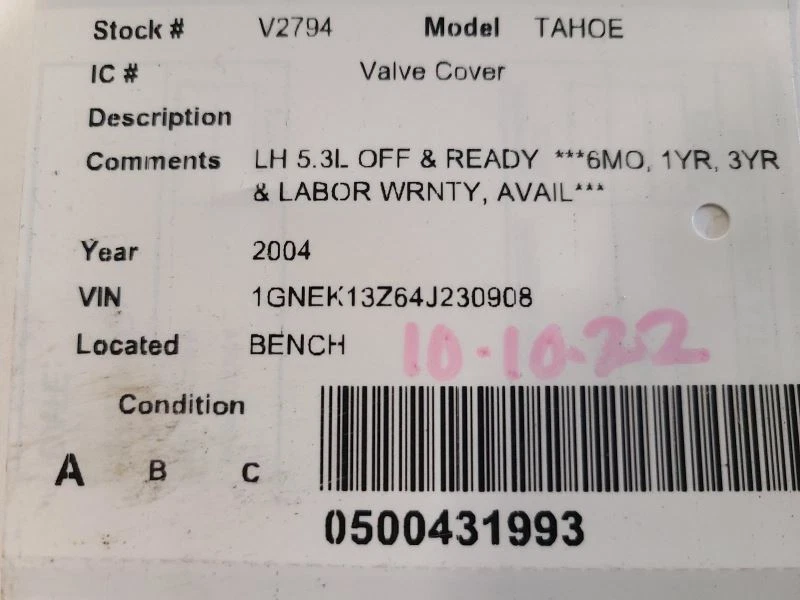 Stock # V2794 Model TAHOE
IC # Valve Cover
Description
Comments LH 5.3L OFF & READY ***6MO, 1YR, 3YR
& LABOR WRNTY, AVAIL***
Year 2004
VIN 1GNEK13Z64J230908
Located BENCH 10-10-22
Condition
A B C
0500431993